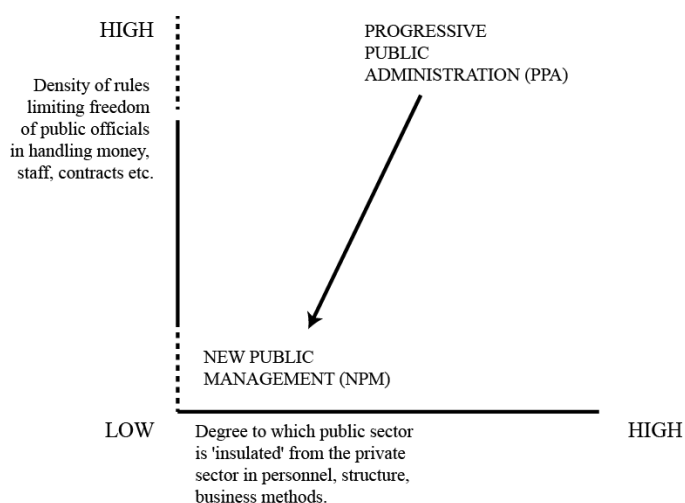 HIGH
PROGRESSIVE
PUBLIC
ADMINISTRATION (PPA)
Density of rules
limiting freedom
of public officials
in handling money,
staff, contracts etc.
NEW PUBLIC
MANAGEMENT (NPM)
LOW
Degree to which public sector
is 'insulated' from the private
sector in personnel, structure,
business methods.
HIGH